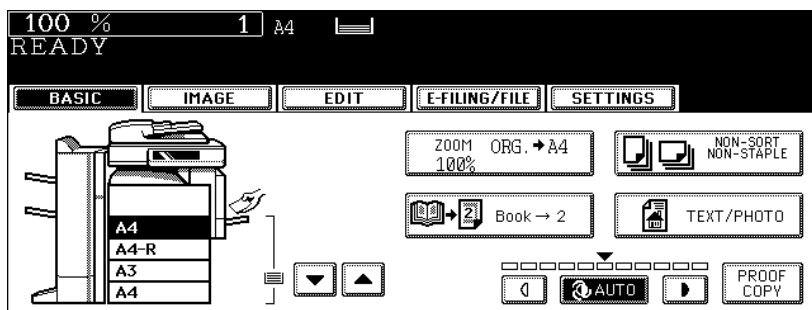 100 % 1 A4
READY
BASIC IMAGE EDIT E-FILING/FILE SETTINGS
ZOOM ORG.➔A4
100%
NON-SORT
NON-STAPLE
2 Book → 2
TEXT/PHOTO
A4
A4-R
A3
A4
AUTO
PROOF
COPY